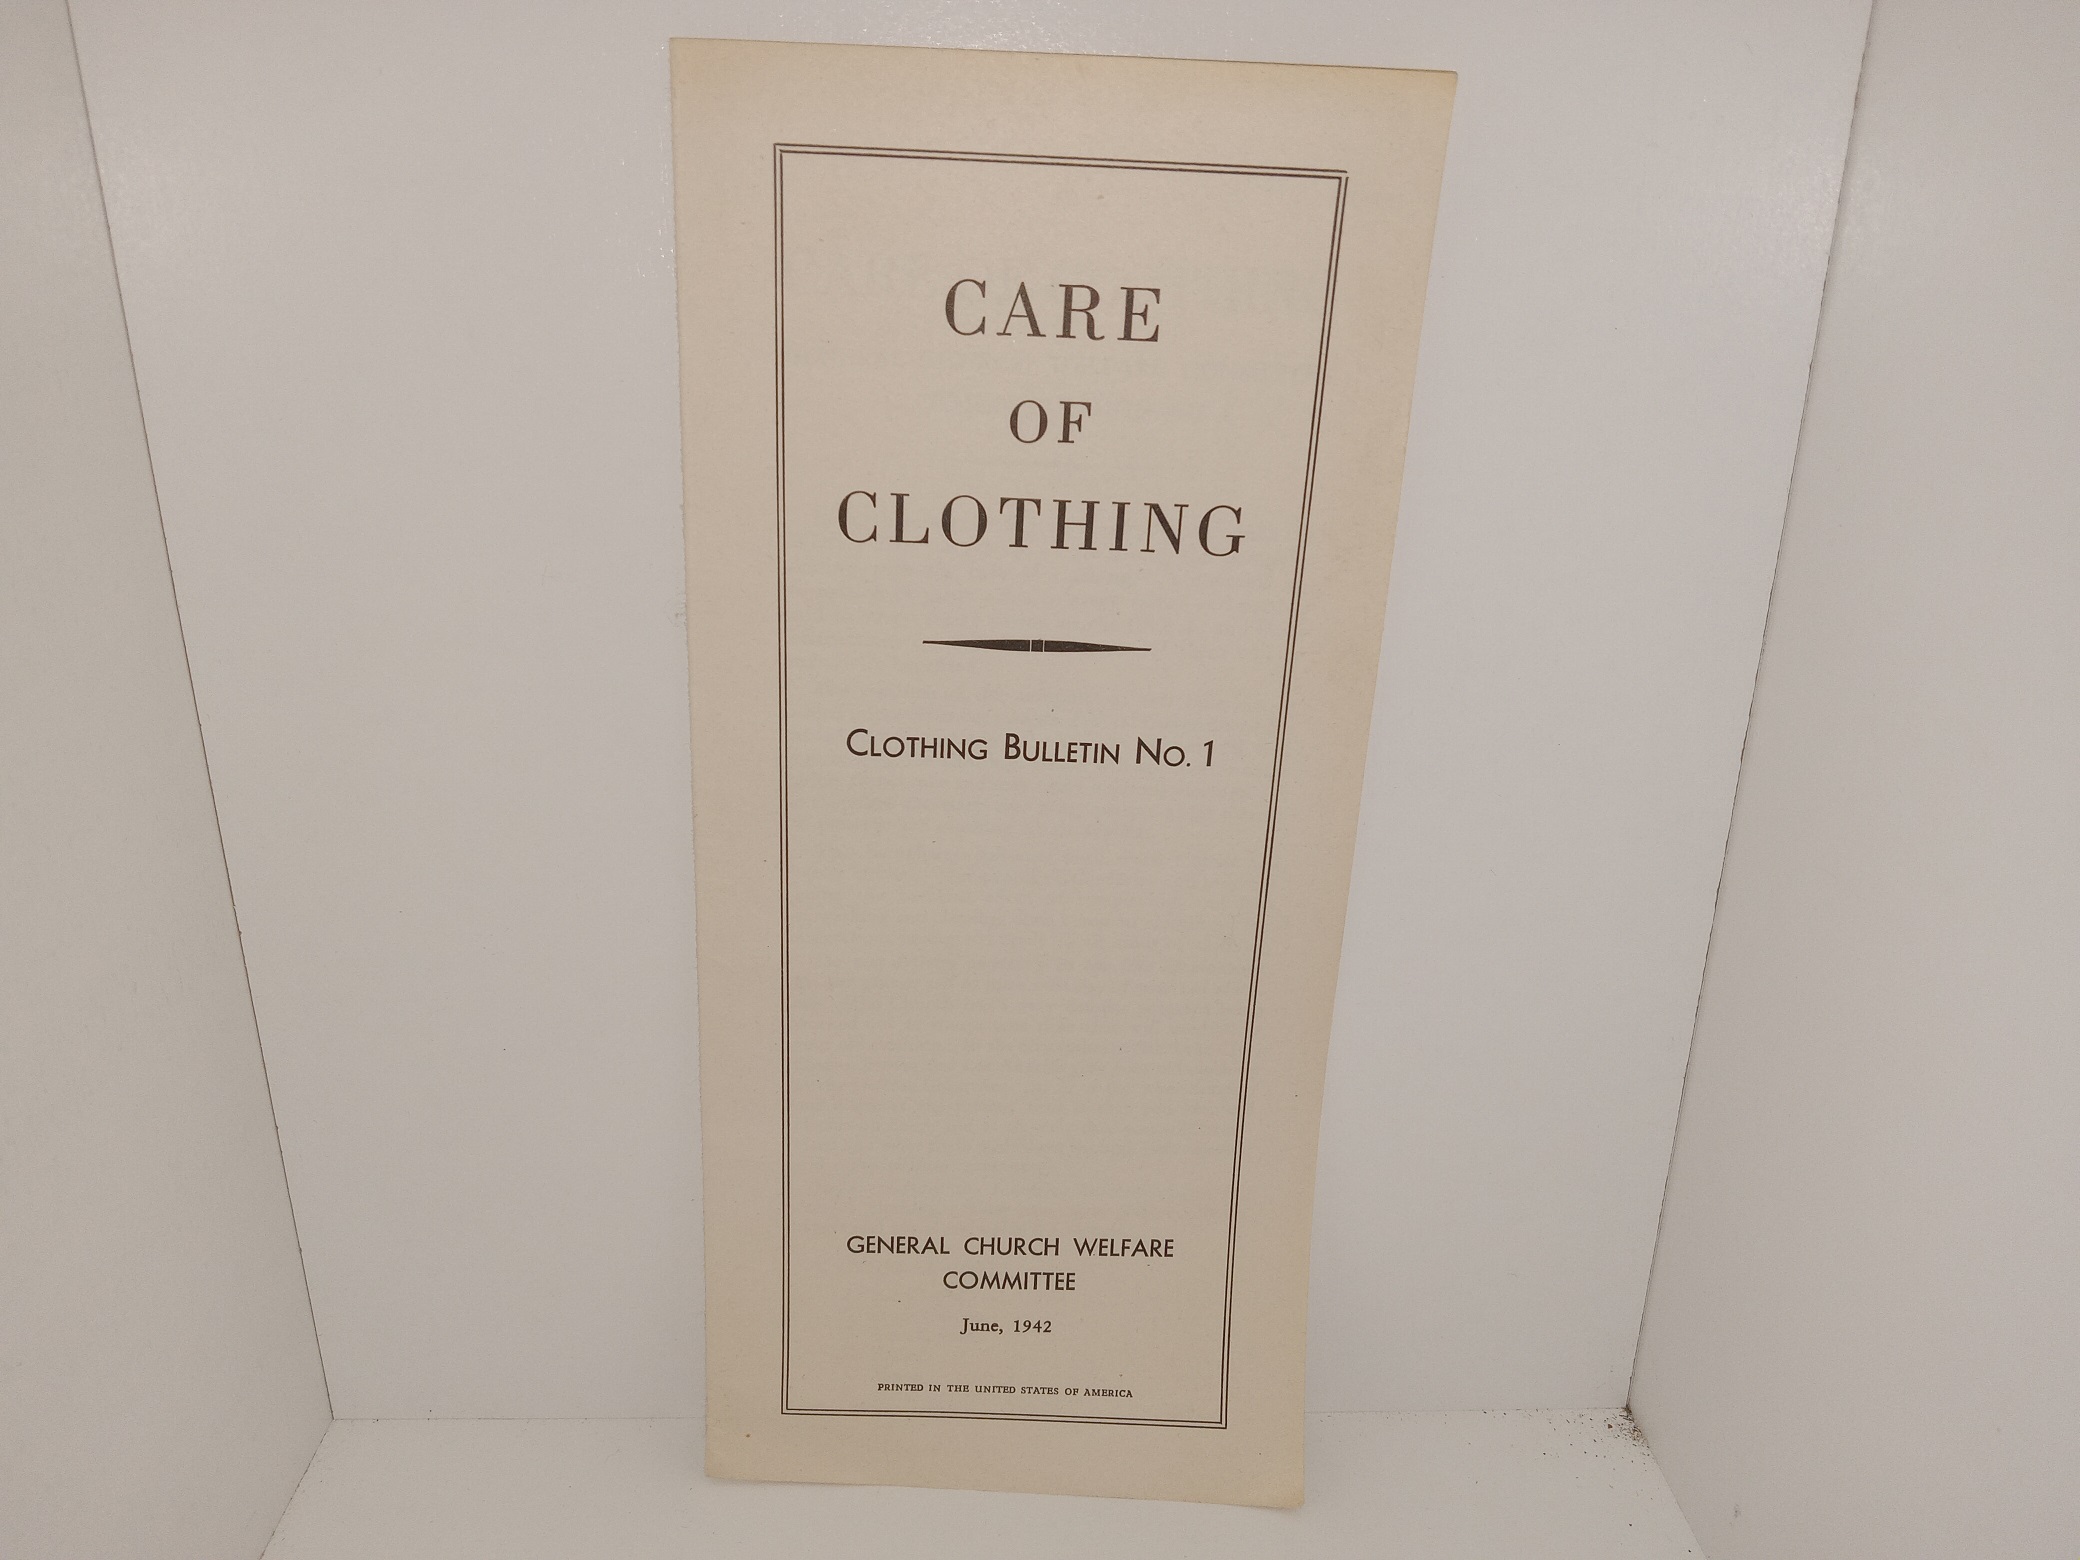 CARE
OF
CLOTHING
CLOTHING BULLETIN NO. 1
GENERAL CHURCH WELFARE
COMMITTEE
June, 1942
PRINTED IN THE UNITED STATES OF AMERICA